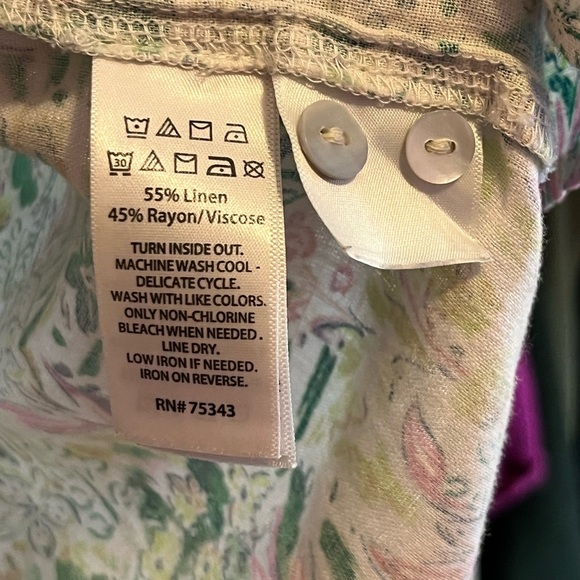 30
55% Linen
45% Rayon/Viscose
TURN INSIDE OUT.
MACHINE WASH COOL -
DELICATE CYCLE.
WASH WITH LIKE COLORS.
ONLY NON-CHLORINE
BLEACH WHEN NEEDED.
LINE DRY.
LOW IRON IF NEEDED.
IRON ON REVERSE.
RN# 75343